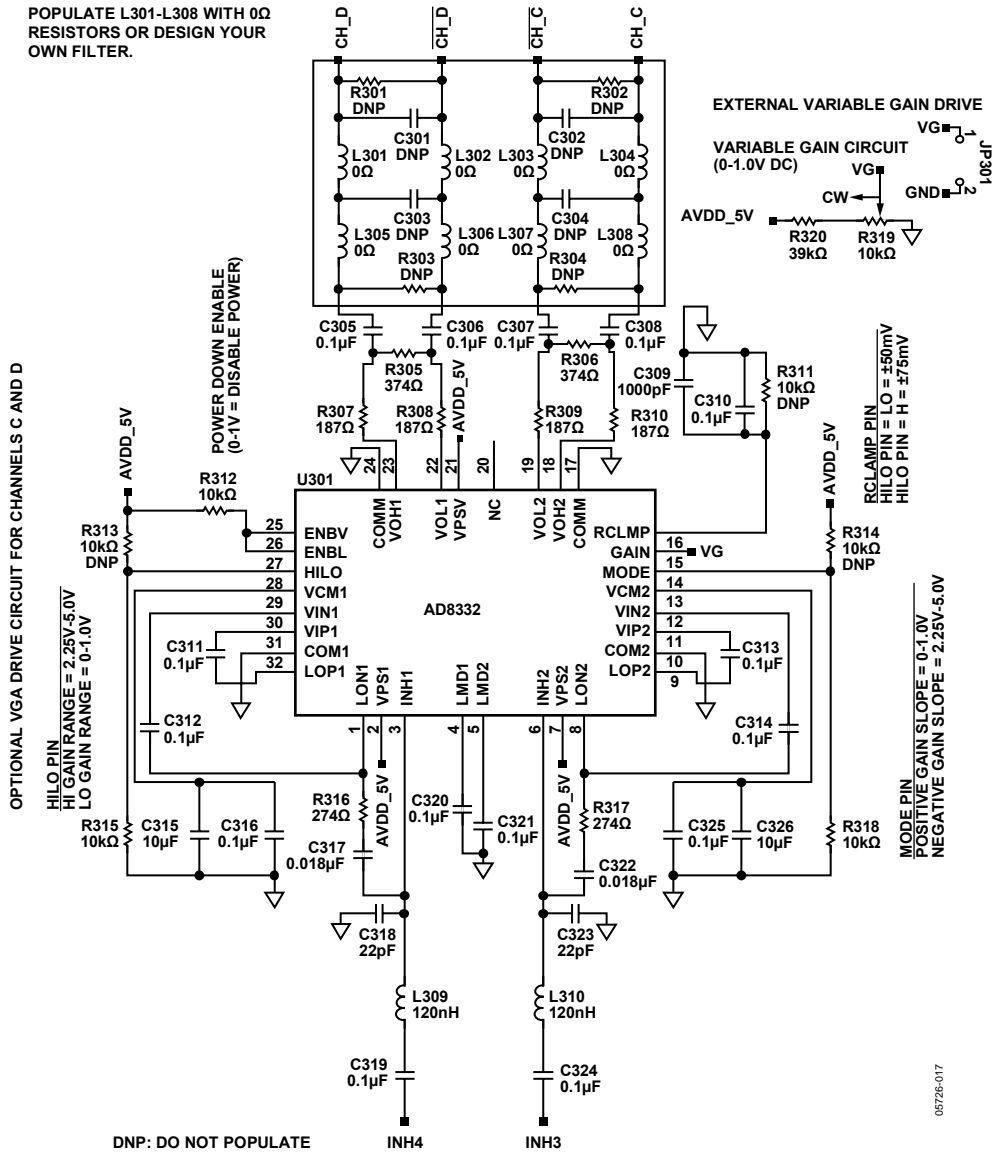 POPULATE L301-L308 WITH 0Ω
RESISTORS OR DESIGN YOUR
OWN FILTER.
CH_D
CH_D
CH_C
CH_C
R301
DNP
R302
DNP
C301
DNP
C302
DNP
L301
0Ω
L302
0Ω
L303
0Ω
L304
0Ω
C303
DNP
C304
DNP
L305
0Ω
L306
0Ω
L307
0Ω
L308
0Ω
R303
DNP
R304
DNP
EXTERNAL VARIABLE GAIN DRIVE
VG
1
JP301
2
GND
VARIABLE GAIN CIRCUIT
(0-1.0V DC)
VG
CW
AVDD_5V
R320
39kΩ
R319
10kΩ
C305
0.1µF
C306
0.1µF
C307
0.1µF
C308
0.1µF
R305
374Ω
R306
374Ω
R307
187Ω
R308
187Ω
AVDD_5V
R309
187Ω
R310
187Ω
C309
1000pF
C310
0.1µF
R311
10kΩ
DNP
RCLAMP PIN
HILO PIN = LO = ±50mV
HILO PIN = H = ±75mV
OPTIONAL VGA DRIVE CIRCUIT FOR CHANNELS C AND D
POWER DOWN ENABLE
(0-1V = DISABLE POWER)
AVDD_5V
R312
10kΩ
R313
10kΩ
DNP
AVDD_5V
R314
10kΩ
DNP
U301
24
23
22
21
20
19
18
17
COMM
VOH1
VOL1
VPSV
NC
VOL2
VOH2
COMM
25
ENBV
26
ENBL
27
HILO
28
VCM1
29
VIN1
30
VIP1
31
COM1
32
LOP1
AD8332
RCLMP
16
GAIN
VG
15
MODE
14
VCM2
13
VIN2
12
VIP2
11
COM2
10
LOP2
9
LON1
VPS1
INH1
LMD1
LMD2
INH2
VPS2
LON2
1
2
3
4
5
6
7
8
C311
0.1µF
C312
0.1µF
C313
0.1µF
C314
0.1µF
HILO PIN
HI GAIN RANGE = 2.25V-5.0V
LO GAIN RANGE = 0-1.0V
MODE PIN
POSITIVE GAIN SLOPE = 0-1.0V
NEGATIVE GAIN SLOPE = 2.25V-5.0V
AVDD_5V
AVDD_5V
R315
10kΩ
C315
10µF
C316
0.1µF
R316
274Ω
C317
0.018µF
C320
0.1µF
C321
0.1µF
R317
274Ω
C322
0.018µF
C325
0.1µF
C326
10µF
R318
10kΩ
C318
22pF
C323
22pF
L309
120nH
L310
120nH
C319
0.1µF
C324
0.1µF
INH4
INH3
DNP: DO NOT POPULATE
05726-017